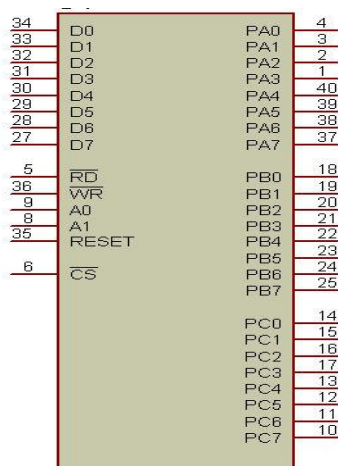 34 D0 PA0 4
33 D1 PA1 3
32 D2 PA2 2
31 D3 PA3 1
30 D4 PA4 40
29 D5 PA5 39
28 D6 PA6 38
27 D7 PA7 37
5 RD PB0 18
36 WR PB1 19
9 A0 PB2 20
8 A1 PB3 21
35 RESET PB4 22
PB5 23
6 CS PB6 24
PB7 25
PC0 14
PC1 15
PC2 16
PC3 17
PC4 13
PC5 12
PC6 11
PC7 10